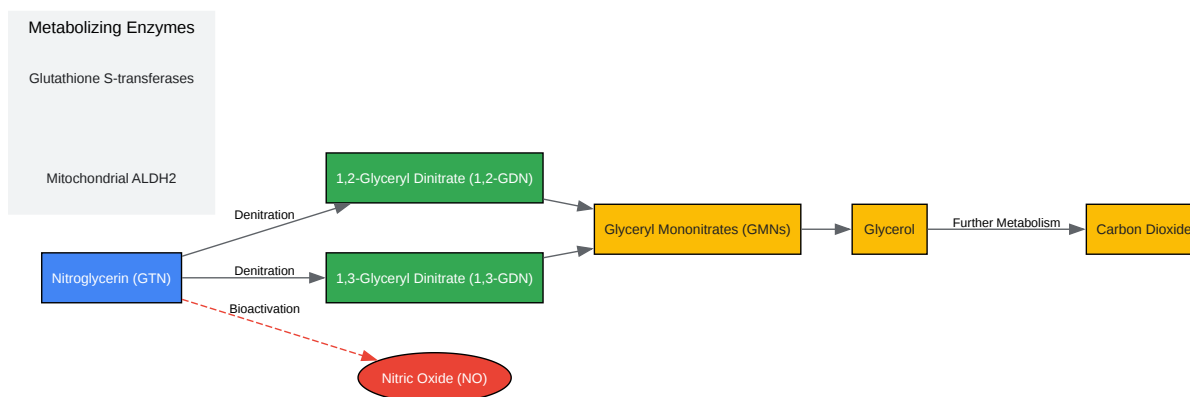 Metabolizing Enzymes
Glutathione S-transferases
Mitochondrial ALDH2
Nitroglycerin (GTN)
Denitration
Denitration
Bioactivation
1,2-Glyceryl Dinitrate (1,2-GDN)
1,3-Glyceryl Dinitrate (1,3-GDN)
Nitric Oxide (NO)
Glyceryl Mononitrates (GMNs)
Glycerol
Further Metabolism
Carbon Dioxide